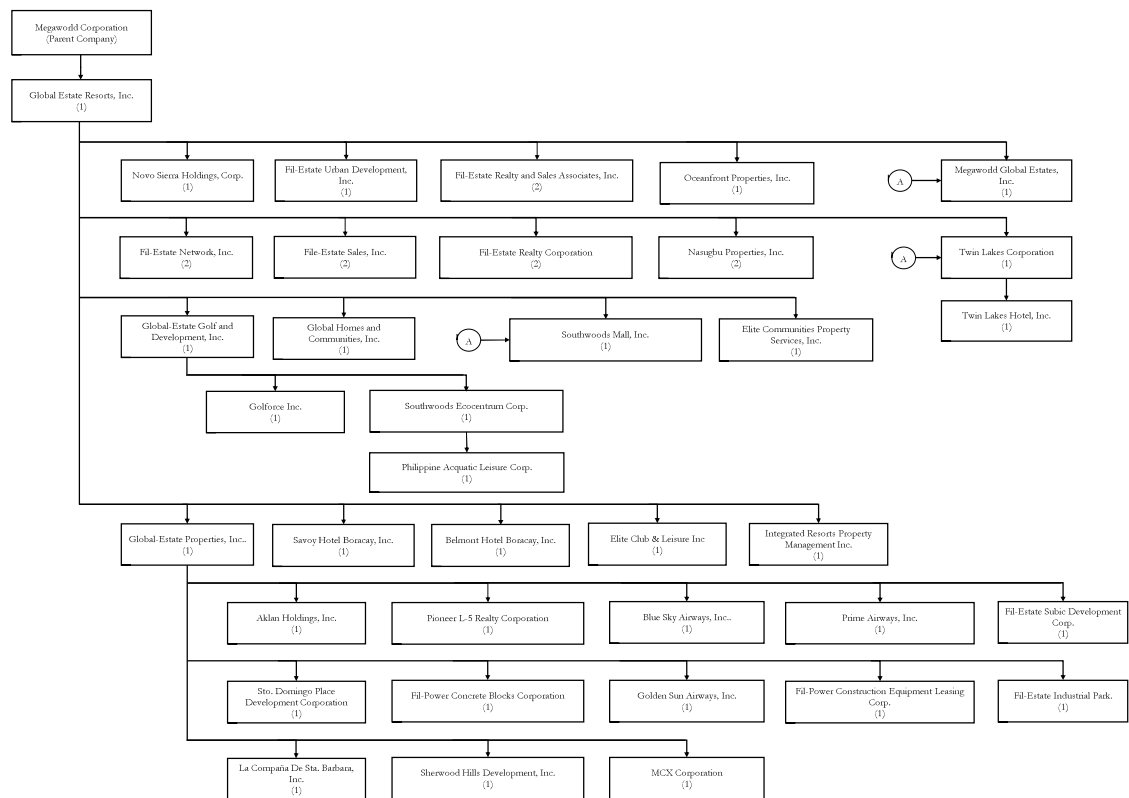 Megaworld Corporation
(Parent Company)
Global Estate Resorts, Inc.
(1)
Novo Sierra Holdings, Corp.
(1)
Fil-Estate Urban Development,
Inc.
(1)
Fil-Estate Realty and Sales Associates, Inc.
(2)
Oceanfront Properties, Inc.
(1)
A
Megaworld Global Estates,
Inc.
(1)
Fil-Estate Network, Inc.
(2)
File-Estate Sales, Inc.
(2)
Fil-Estate Realty Corporation
(2)
Nasugbu Properties, Inc.
(2)
A
Twin Lakes Corporation
(1)
Twin Lakes Hotel, Inc.
(1)
Global-Estate Golf and
Development, Inc.
(1)
Global Homes and
Communities, Inc.
(1)
A
Southwoods Mall, Inc.
(1)
Elite Communities Property
Services, Inc.
(1)
Golforce Inc.
(1)
Southwoods Ecocentrum Corp.
(1)
Philippine Acquatic Leisure Corp.
(1)
Global-Estate Properties, Inc..
(1)
Savoy Hotel Boracay, Inc.
(1)
Belmont Hotel Boracay, Inc.
(1)
Elite Club & Leisure Inc
(1)
Integrated Resorts Property
Management Inc.
(1)
Aklan Holdings, Inc.
(1)
Pioneer L-5 Realty Corporation
(1)
Blue Sky Airways, Inc..
(1)
Prime Airways, Inc.
(1)
Fil-Estate Subic Development
Corp.
(1)
Sto. Domingo Place
Development Corporation
(1)
Fil-Power Concrete Blocks Corporation
(1)
Golden Sun Airways, Inc.
(1)
Fil-Power Construction Equipment Leasing
Corp.
(1)
Fil-Estate Industrial Park.
(1)
La Compaña De Sta. Barbara,
Inc.
(1)
Sherwood Hills Development, Inc.
(1)
MCX Corporation
(1)